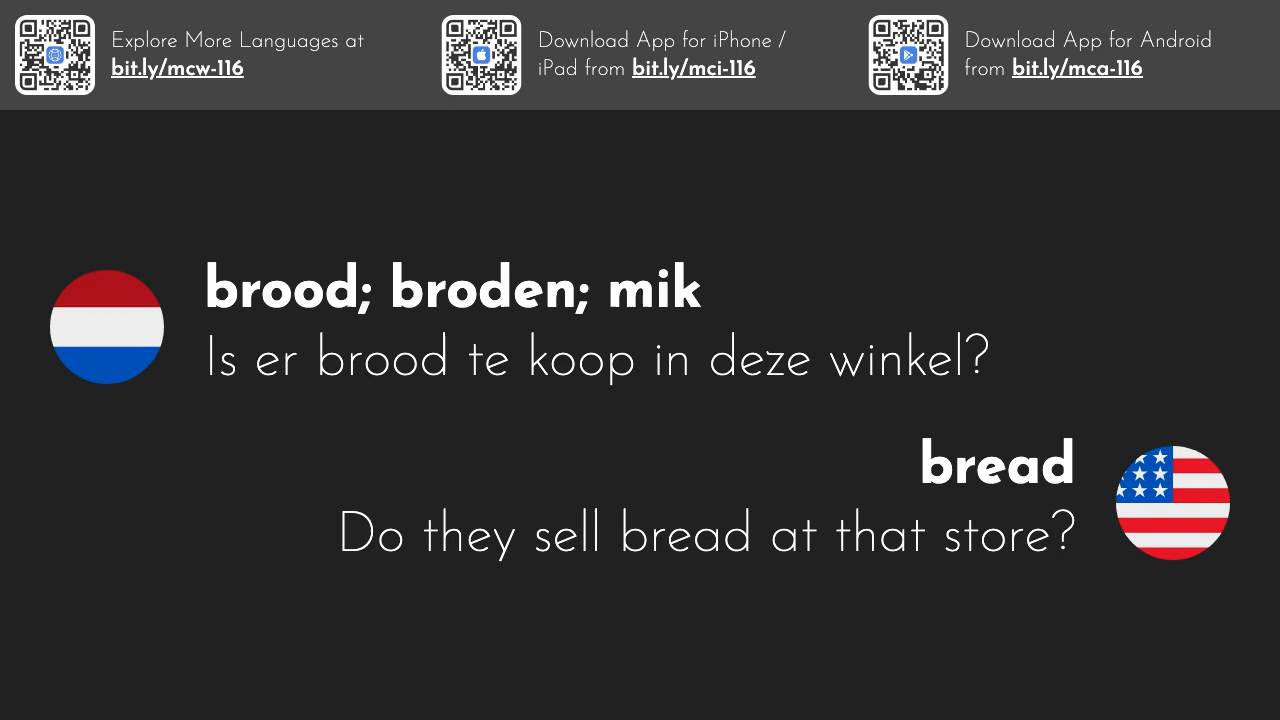 Explore More Languages at
bit.ly/mcw-116
Download App for iPhone /
iPad from bit.ly/mci-116
Download App for Android
from bit.ly/mca-116
brood; broden; mik
Is er brood te koop in deze winkel?
bread
Do they sell bread at that store?